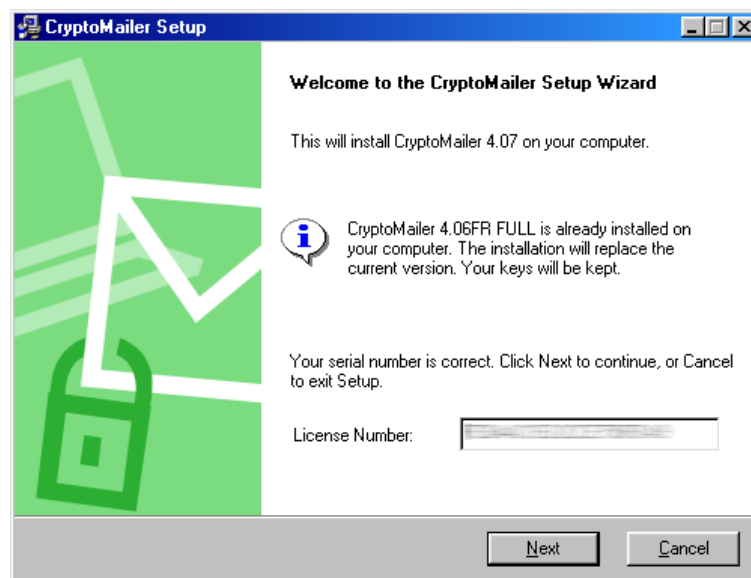 CryptoMailer Setup
Welcome to the CryptoMailer Setup Wizard
This will install CryptoMailer 4.07 on your computer.
CryptoMailer 4.06FR FULL is already installed on
your computer. The installation will replace the
current version. Your keys will be kept.
Your serial number is correct. Click Next to continue, or Cancel
to exit Setup.
License Number:
Next
Cancel